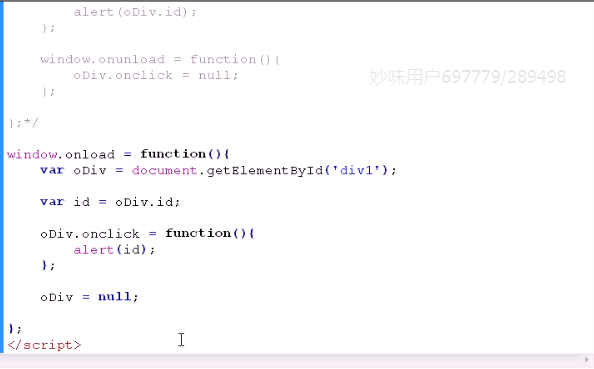 alert(oDiv.id);
    };
    window.onunload = function(){
        oDiv.onclick = null;
    };
妙味用户697779/289498
};*/
window.onload = function(){
    var oDiv = document.getElementById('div1');
    var id = oDiv.id;
    oDiv.onclick = function(){
        alert(id);
    };
    oDiv = null;
};
</script>